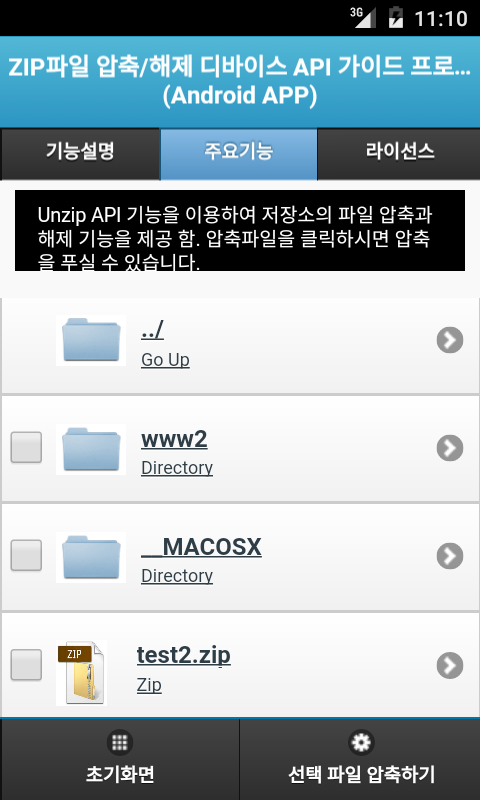 3G 11:10
ZIP파일 압축/해제 디바이스 API 가이드 프로...
(Android APP)
기능설명 주요기능 라이선스
Unzip API 기능을 이용하여 저장소의 파일 압축과
해제 기능을 제공 함. 압축파일을 클릭하시면 압축
을 푸실 수 있습니다.
../
Go Up
www2
Directory
__MACOSX
Directory
ZIP
test2.zip
Zip
초기화면 선택 파일 압축하기